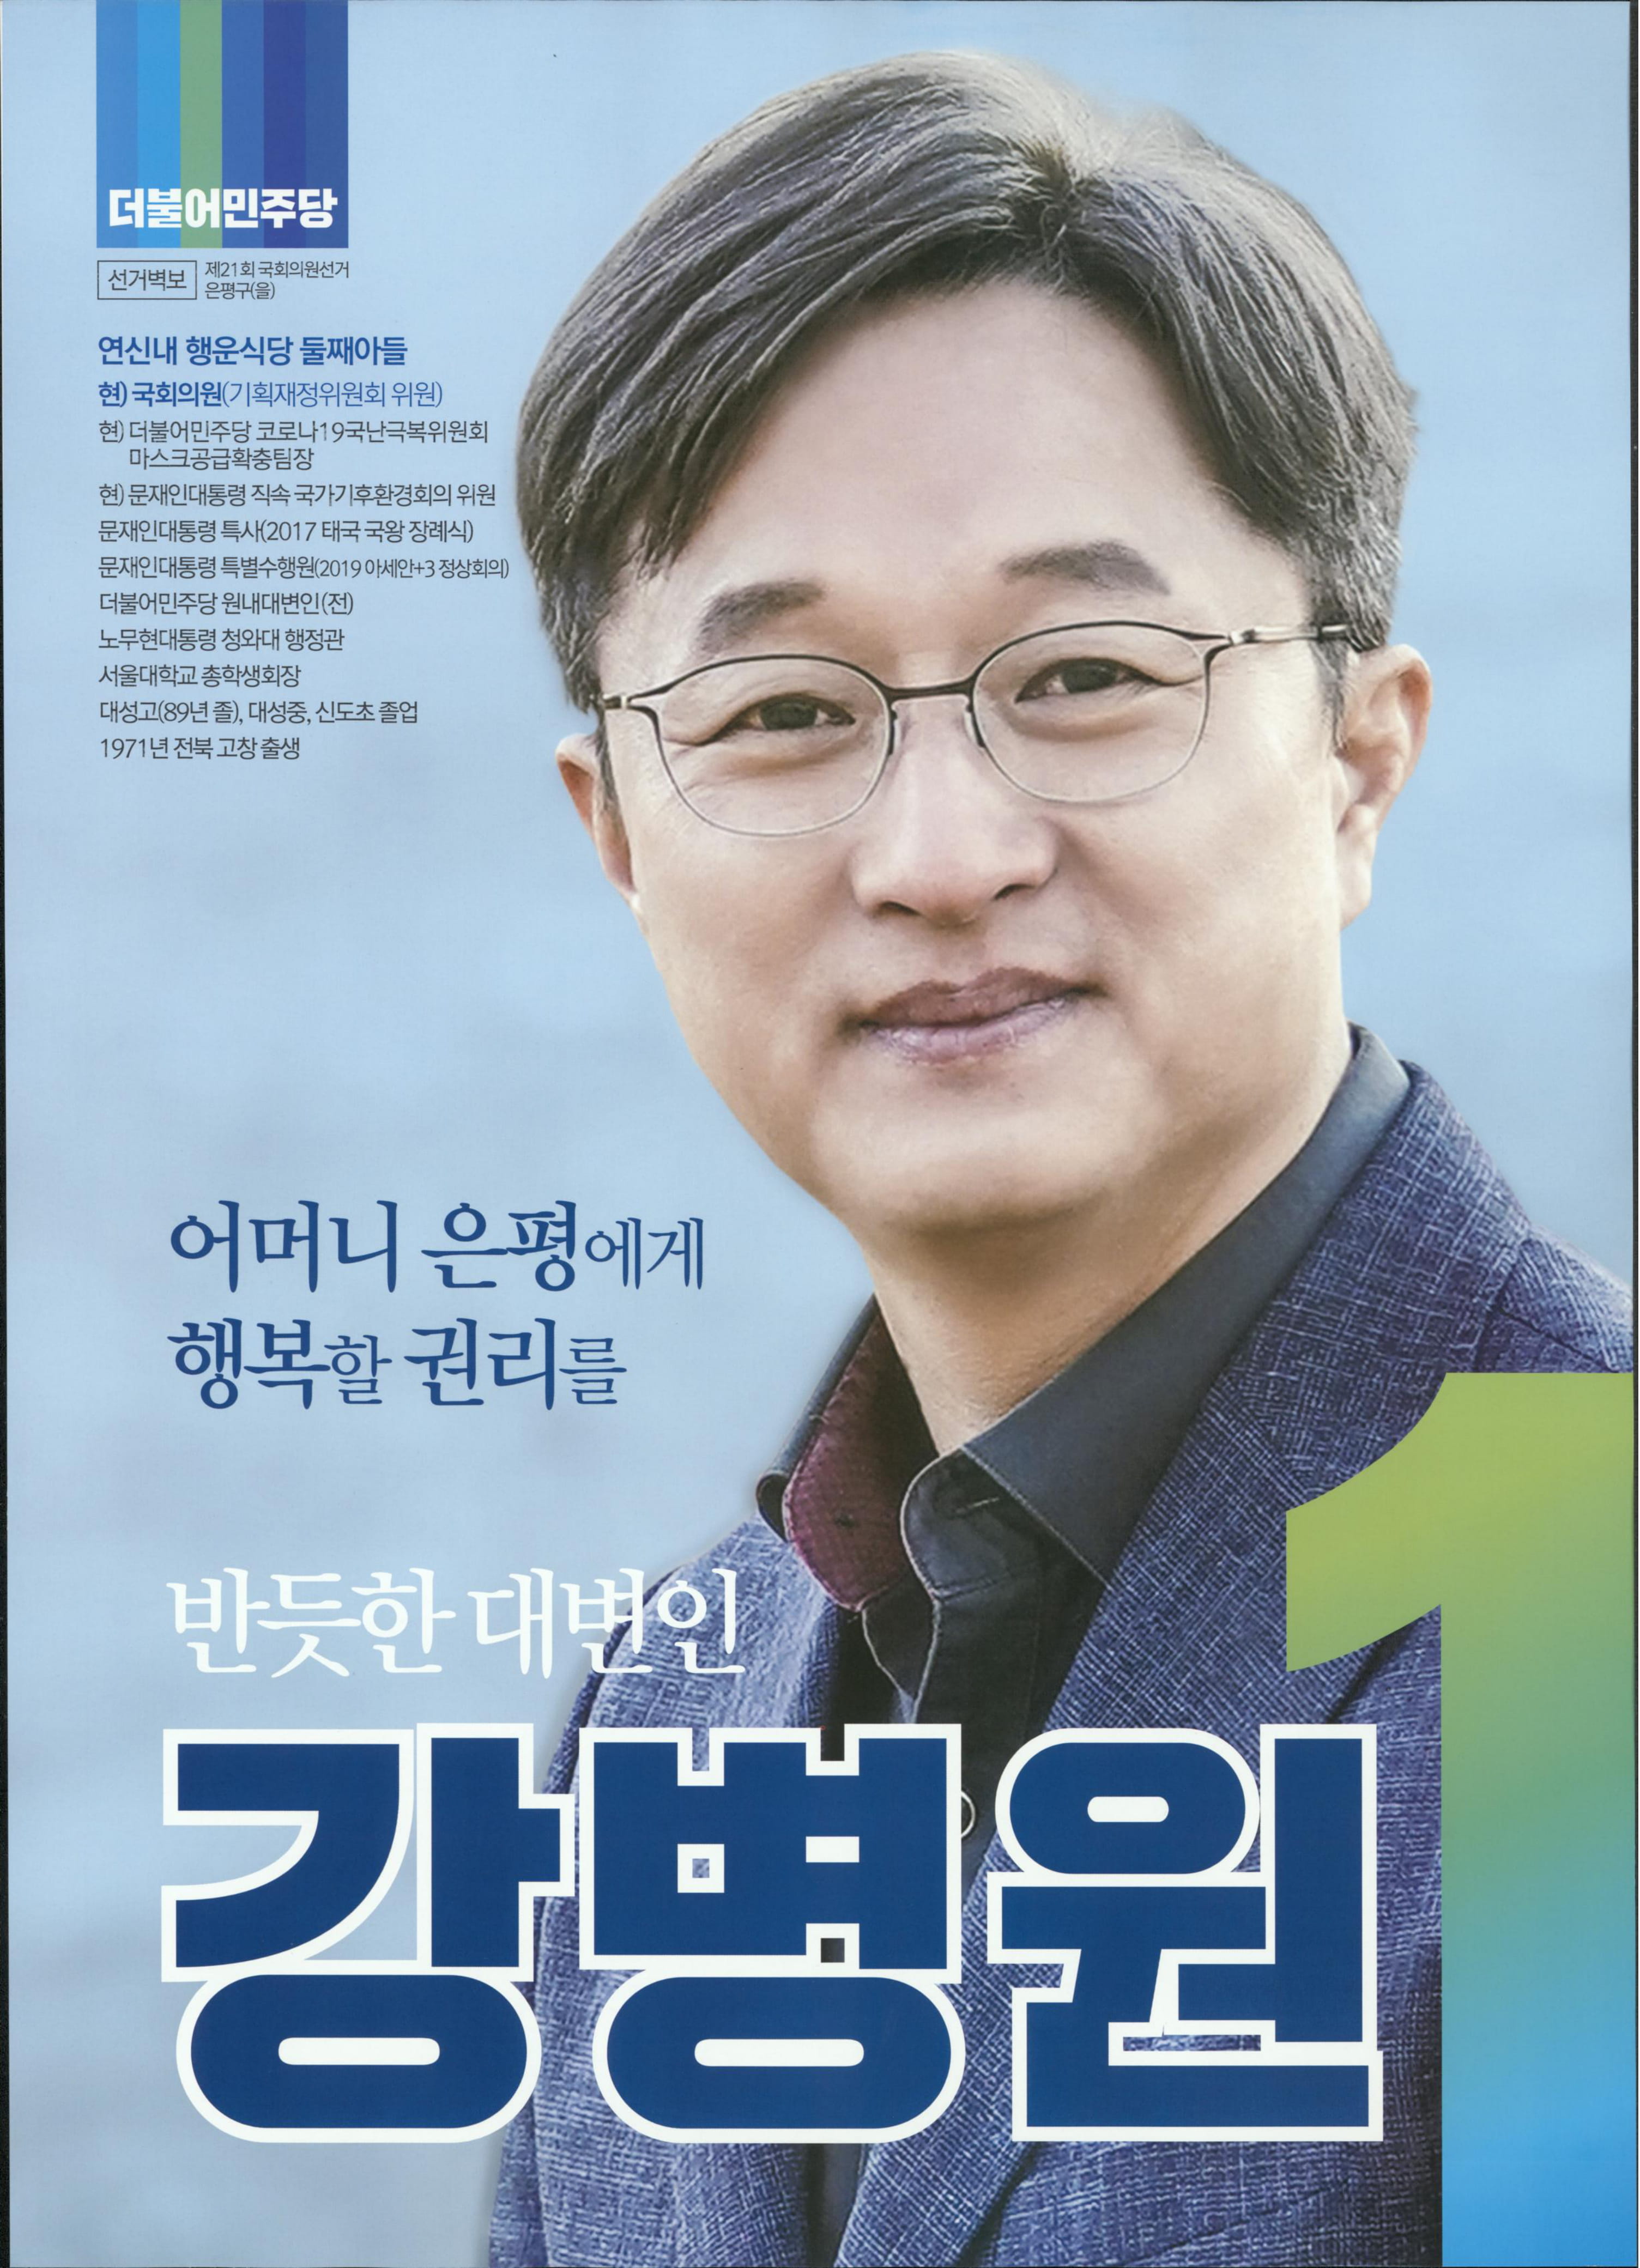 더불어민주당
선거벽보
제21회 국회의원선거
은평구(을)
연신내 행운식당 둘째아들
현) 국회의원(기획재정위원회 위원)
현) 더불어민주당 코로나19국난극복위원회
마스크공급확충팀장
현) 문재인대통령 직속 국가기후환경회의 위원
문재인대통령 특사(2017 태국 국왕 장례식)
문재인대통령 특별수행원(2019 아세안+3 정상회의)
더불어민주당 원내대변인(전)
노무현대통령 청와대 행정관
서울대학교 총학생회장
대성고(89년 졸), 대성중, 신도초 졸업
1971년 전북 고창 출생
어머니 은평에게
행복할 권리를
반듯한 대변인
강병원
1